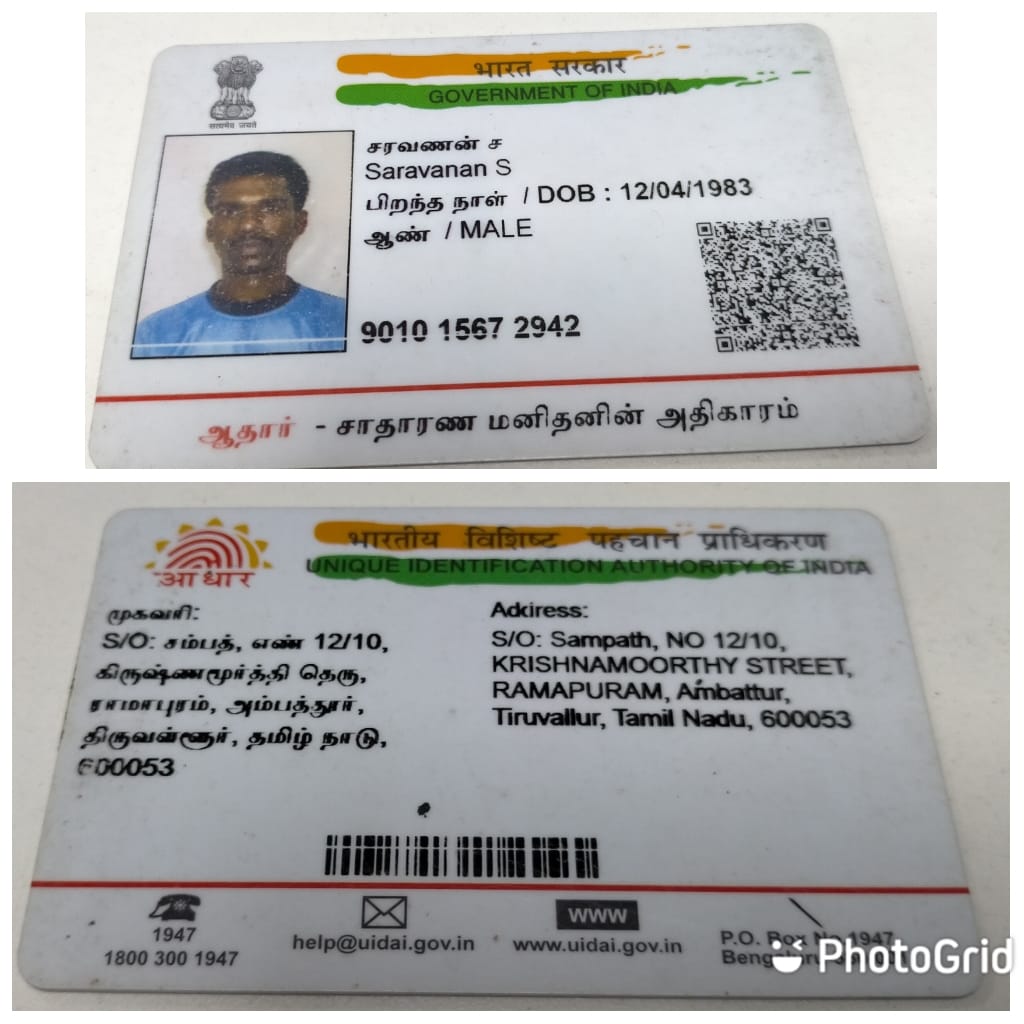 सत्यमेव जयते
भारत सरकार
GOVERNMENT OF INDIA
சரவணன் ச
Saravanan S
பிறந்த நாள் / DOB : 12/04/1983
ஆண் / MALE
9010 1567 2942
ஆதார் - சாதாரண மனிதனின் அதிகாரம்
आधार
भारतीय विशिष्ट पहचान प्राधिकरण
UNIQUE IDENTIFICATION AUTHORITY OF INDIA
முகவரி:
S/O: சம்பத், எண் 12/10,
கிருஷ்ணமூர்த்தி தெரு,
ராமாபுரம், அம்பத்தூர்,
திருவள்ளூர், தமிழ் நாடு,
600053
Adkiress:
S/O: Sampath, NO 12/10,
KRISHNAMOORTHY STREET,
RAMAPURAM, Ambattur,
Tiruvallur, Tamil Nadu, 600053
1947
1800 300 1947
help@uidai.gov.in
www
www.uidai.gov.in
P.O. Box No.1947,
PhotoGrid